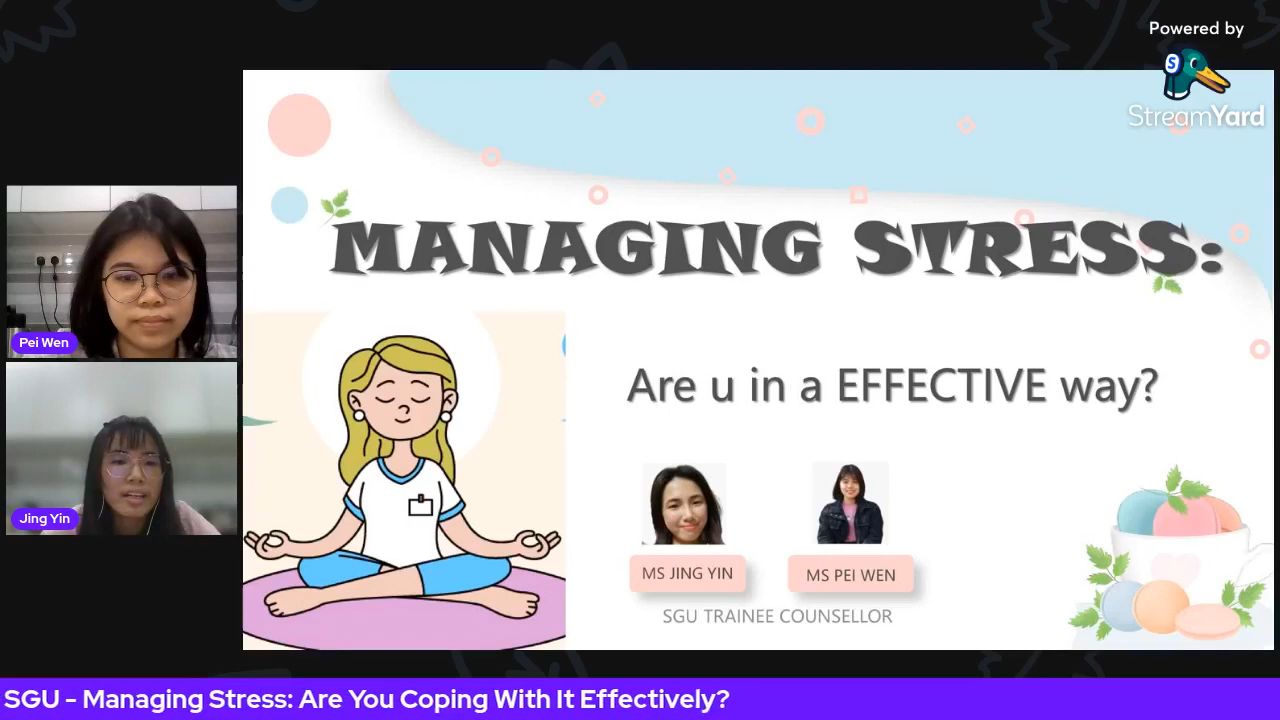 Powered by
S
StreamYard
MANAGING STRESS:
Are u in a EFFECTIVE way?
Pei Wen
Jing Yin
MS JING YIN
MS PEI WEN
SGU TRAINEE COUNSELLOR
SGU - Managing Stress: Are You Coping With It Effectively?